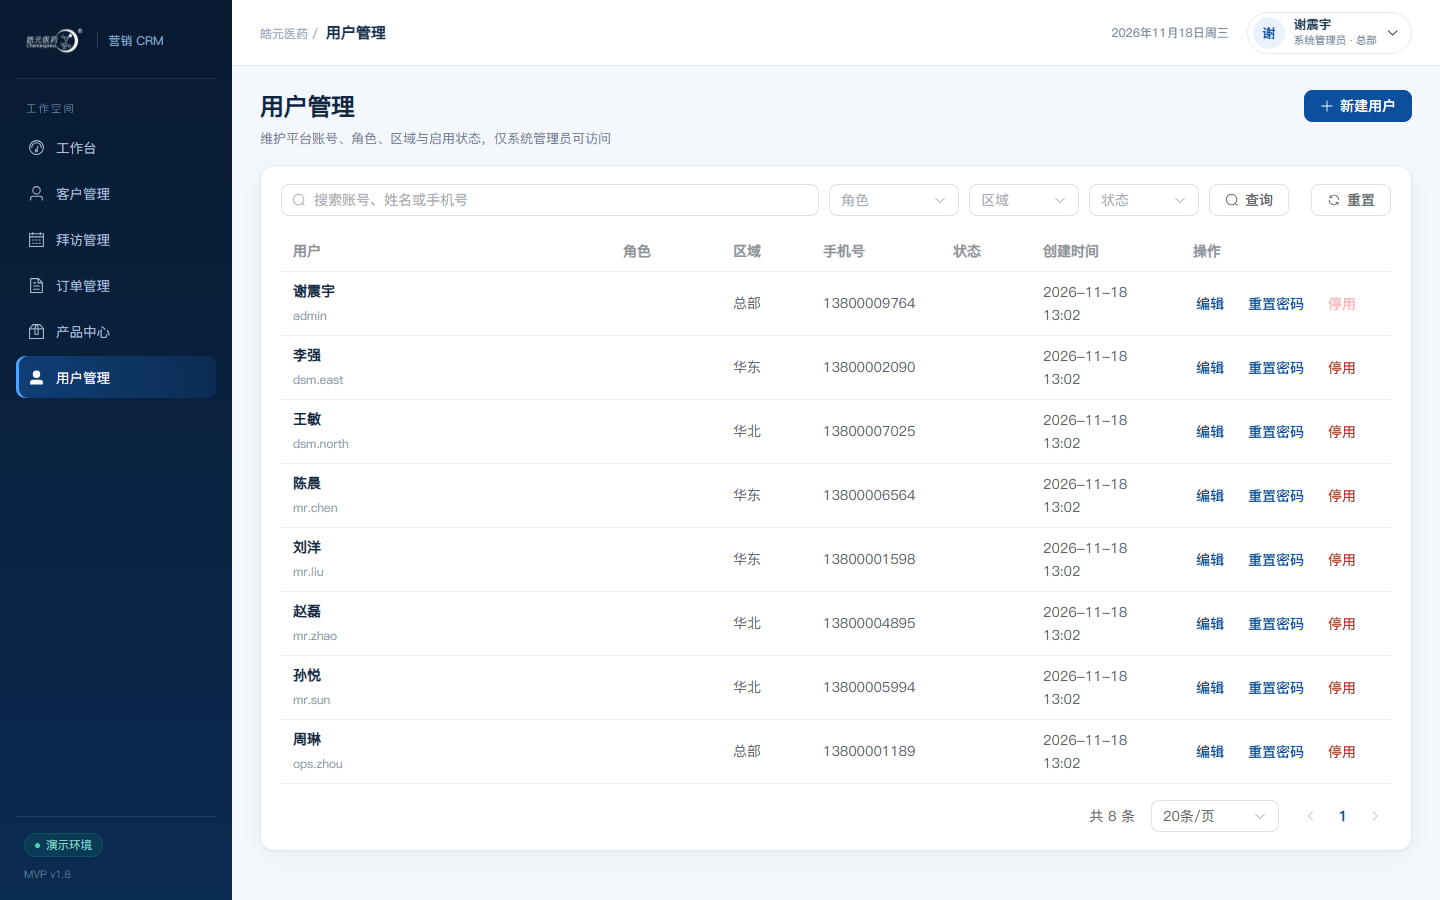 皓元医药
Chemexpress
营销 CRM
工作空间
工作台
客户管理
拜访管理
订单管理
产品中心
用户管理
演示环境
MVP v1.8
皓元医药 / 用户管理
2026年11月18日周三
谢
谢震宇
系统管理员 · 总部
用户管理
维护平台账号、角色、区域与启用状态，仅系统管理员可访问
新建用户
搜索账号、姓名或手机号
角色
区域
状态
查询
重置
用户 角色 区域 手机号 状态 创建时间 操作
谢震宇
admin
总部 13800009764 2026-11-18
13:02
编辑 重置密码 停用
李强
dsm.east
华东 13800002090 2026-11-18
13:02
编辑 重置密码 停用
王敏
dsm.north
华北 13800007025 2026-11-18
13:02
编辑 重置密码 停用
陈晨
mr.chen
华东 13800006564 2026-11-18
13:02
编辑 重置密码 停用
刘洋
mr.liu
华东 13800001598 2026-11-18
13:02
编辑 重置密码 停用
赵磊
mr.zhao
华北 13800004895 2026-11-18
13:02
编辑 重置密码 停用
孙悦
mr.sun
华北 13800005994 2026-11-18
13:02
编辑 重置密码 停用
周琳
ops.zhou
总部 13800001189 2026-11-18
13:02
编辑 重置密码 停用
共 8 条
20条/页
1